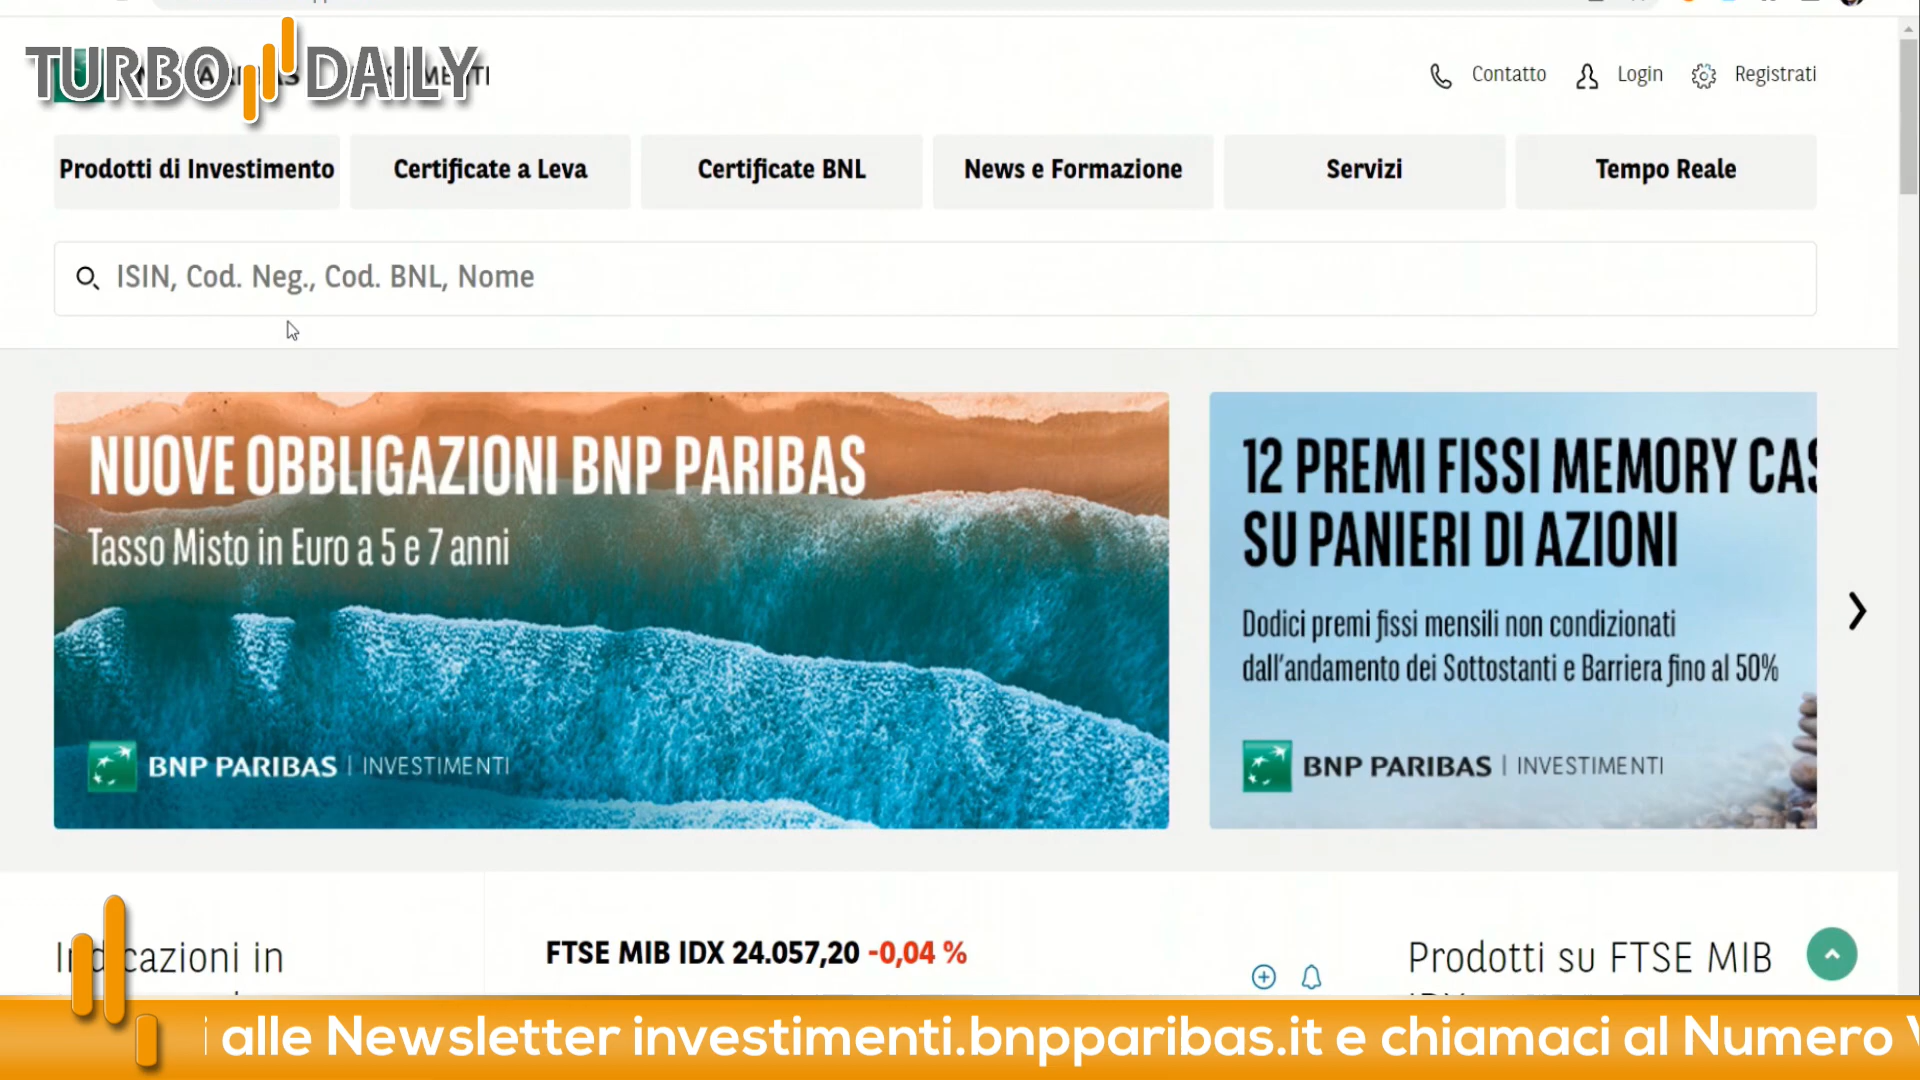 TURBO DAILY
Contatto
Login
Registrati
Prodotti di Investimento
Certificate a Leva
Certificate BNL
News e Formazione
Servizi
Tempo Reale
ISIN, Cod. Neg., Cod. BNL, Nome
NUOVE OBBLIGAZIONI BNP PARIBAS
Tasso Misto in Euro a 5 e 7 anni
BNP PARIBAS | INVESTIMENTI
12 PREMI FISSI MEMORY CAS
SU PANIERI DI AZIONI
Dodici premi fissi mensili non condizionati
dall'andamento dei Sottostanti e Barriera fino al 50%
BNP PARIBAS | INVESTIMENTI
Indicazioni in
FTSE MIB IDX 24.057,20 -0,04 %
Prodotti su FTSE MIB
i alle Newsletter investimenti.bnpparibas.it e chiamaci al Numero V